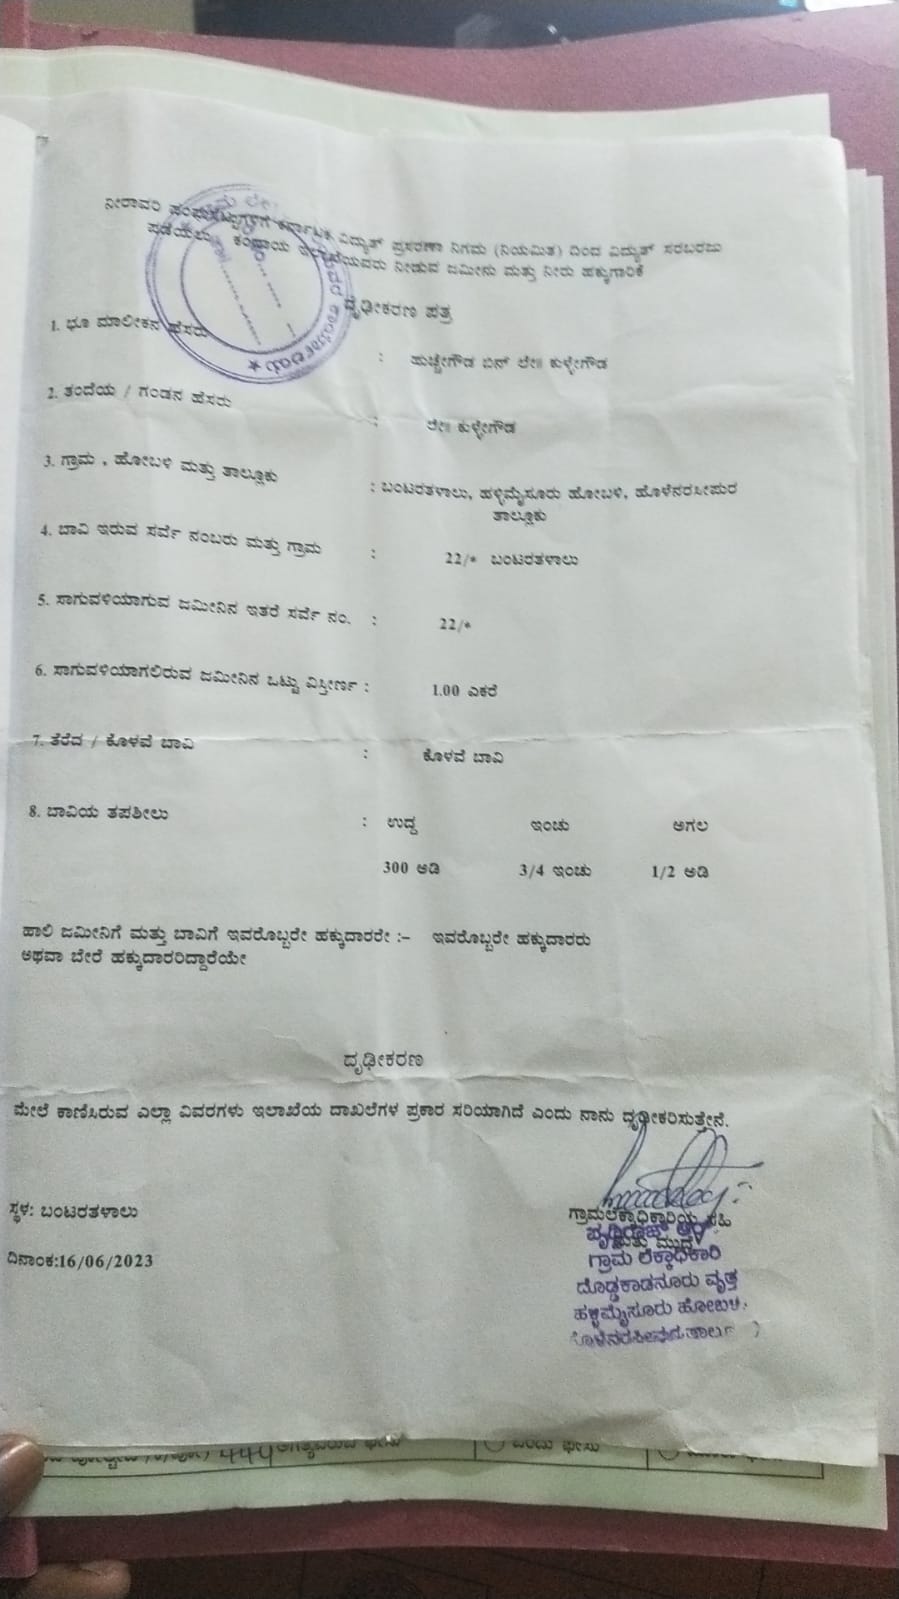 ನೀರಾವರಿ ಪಂಪುಸೆಟ್ಟುಗಳಿಗೆ ಕರ್ನಾಟಕ ವಿದ್ಯುತ್ ಪ್ರಸರಣಾ ನಿಗಮ (ನಿಯಮಿತ) ದಿಂದ ವಿದ್ಯುತ್ ಸರಬರಜು
ಪಡೆಯಲು ಕಂದಾಯ ಇಲಾಖೆಯವರು ನೀಡುವ ಜಮೀನು ಮತ್ತು ನೀರು ಹಕ್ಕುಗಾರಿಕೆ
ದೃಢೀಕರಣ ಪತ್ರ
1. ಭೂ ಮಾಲೀಕನ ಹೆಸರು : ಹುಚ್ಚೇಗೌಡ ಬಿನ್ ಲೇ॥ ಕುಳ್ಳೇಗೌಡ
2. ತಂದೆಯ / ಗಂಡನ ಹೆಸರು : ಲೇ॥ ಕುಳ್ಳೇಗೌಡ
3. ಗ್ರಾಮ , ಹೋಬಳಿ ಮತ್ತು ತಾಲ್ಲೂಕು : ಬಂಟರತಳಾಲು, ಹಳ್ಳಿಮೈಸೂರು ಹೋಬಳಿ, ಹೊಳೆನರಸೀಪುರ
ತಾಲ್ಲೂಕು
4. ಬಾವಿ ಇರುವ ಸರ್ವೆ ನಂಬರು ಮತ್ತು ಗ್ರಾಮ : 22/* ಬಂಟರತಳಾಲು
5. ಸಾಗುವಳಿಯಾಗುವ ಜಮೀನಿನ ಇತರೆ ಸರ್ವೆ ನಂ. : 22/*
6. ಸಾಗುವಳಿಯಾಗಲಿರುವ ಜಮೀನಿನ ಒಟ್ಟು ವಿಸ್ತೀರ್ಣ : 1.00 ಎಕರೆ
7. ತೆರೆದ / ಕೊಳವೆ ಬಾವಿ : ಕೊಳವೆ ಬಾವಿ
8. ಬಾವಿಯ ತಪಶೀಲು : ಉದ್ದ ಇಂಚು ಅಗಲ
300 ಅಡಿ 3/4 ಇಂಚು 1/2 ಅಡಿ
ಹಾಲಿ ಜಮೀನಿಗೆ ಮತ್ತು ಬಾವಿಗೆ ಇವರೊಬ್ಬರೇ ಹಕ್ಕುದಾರರೇ :– ಇವರೊಬ್ಬರೇ ಹಕ್ಕುದಾರರು
ಅಥವಾ ಬೇರೆ ಹಕ್ಕುದಾರರಿದ್ದಾರೆಯೇ
ದೃಢೀಕರಣ
ಮೇಲೆ ಕಾಣಿಸಿರುವ ಎಲ್ಲಾ ವಿವರಗಳು ಇಲಾಖೆಯ ದಾಖಲೆಗಳ ಪ್ರಕಾರ ಸರಿಯಾಗಿದೆ ಎಂದು ನಾನು ದೃಢೀಕರಿಸುತ್ತೇನೆ.
ಸ್ಥಳ: ಬಂಟರತಳಾಲು
ದಿನಾಂಕ:16/06/2023
ಗ್ರಾಮಲೆಕ್ಕಾಧಿಕಾರಿಯ ಸಹಿ
ಮತ್ತು ಮುದ್ರೆ
ಗ್ರಾಮ ಲೆಕ್ಕಾಧಿಕಾರಿ
ದೊಡ್ಡಕಾಡನೂರು ವೃತ್ತ
ಹಳ್ಳಿಮೈಸೂರು ಹೋಬಳಿ